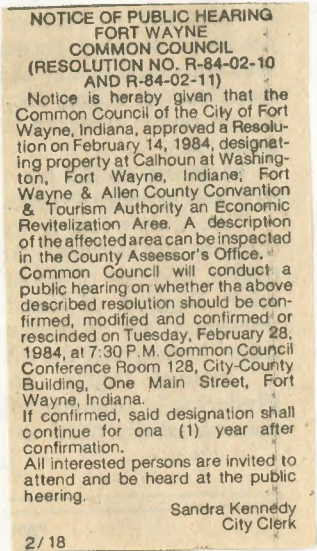 NOTICE OF PUBLIC HEARING
FORT WAYNE
COMMON COUNCIL
(RESOLUTION NO. R-84-02-10
AND R-84-02-11)
Notice is heraby givan that the
Common Council of the City of Fort
Wayne, Indiana, approved a Resolu-
tion on February 14, 1984, designat-
ing property at Calhoun at Washing-
ton, Fort Wayne, Indiane; Fort
Wayne & Allen County Convantion
& Tourism Authority an Economic
Revitelization Area. A description
of the affected area can be inspacted
in the County Assessor's Office.
Common Council will conduct a
public hearing on whether tha above
described resolution should be con-
firmed, modified and confirmed or
rescinded on Tuesday, February 28,
1984, at 7:30 P.M. Common Council
Conference Room 128, City-County
Building, One Main Street, Fort
Wayne, Indiana.
If confirmed, said designation shall
continue for ona (1) year after
confirmation.
All interested persons are invited to
attend and be heard at the public
heering.
Sandra Kennedy
City Clerk
2/18